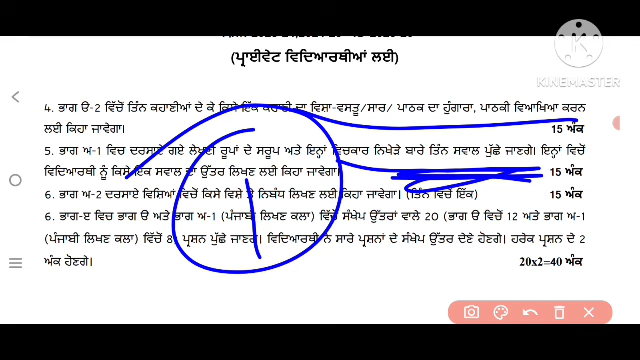 (ਪ੍ਰਾਈਵੇਟ ਵਿਦਿਆਰਥੀਆਂ ਲਈ)
KINEMASTER
4. ਭਾਗ ੳ-2 ਵਿੱਚੋਂ ਤਿੰਨ ਕਹਾਣੀਆਂ ਦੇ ਕੇ ਕਿਸੇ ਇੱਕ ਕਹਾਣੀ ਦਾ ਵਿਸ਼ਾ-ਵਸਤੂ/ਸਾਰ/ ਪਾਠਕ ਦਾ ਹੁੰਗਾਰਾ, ਪਾਠਕੀ ਵਿਆਖਿਆ ਕਰਨ
ਲਈ ਕਿਹਾ ਜਾਵੇਗਾ। 15 ਅੰਕ
5. ਭਾਗ ਅ-1 ਵਿਚ ਦਰਸਾਏ ਗਏ ਲੇਖਣੀ ਰੂਪਾਂ ਦੇ ਸਰੂਪ ਅਤੇ ਇਨ੍ਹਾਂ ਵਿਚਕਾਰ ਨਿਖੇੜੇ ਬਾਰੇ ਤਿੰਨ ਸਵਾਲ ਪੁੱਛੇ ਜਾਣਗੇ। ਇਨ੍ਹਾਂ ਵਿਚੋਂ
ਵਿਦਿਆਰਥੀ ਨੂੰ ਕਿਸੇ ਇਕ ਸਵਾਲ ਦਾ ਉੱਤਰ ਲਿਖਣ ਲਈ ਕਿਹਾ ਜਾਵੇਗਾ। 15 ਅੰਕ
6. ਭਾਗ ਅ-2 ਦਰਸਾਏ ਵਿਸ਼ਿਆਂ ਵਿਚੋਂ ਕਿਸੇ ਵਿਸ਼ੇ ਤੇ ਨਿਬੰਧ ਲਿਖਣ ਲਈ ਕਿਹਾ ਜਾਵੇਗਾ। (ਤਿੰਨ ਵਿਚੋਂ ਇੱਕ) 15 ਅੰਕ
6. ਭਾਗ-ੲ ਵਿਚ ਭਾਗ ੳ ਅਤੇ ਭਾਗ ਅ-1 (ਪੰਜਾਬੀ ਲਿਖਣ ਕਲਾ) ਵਿੱਚੋਂ ਸੰਖੇਪ ਉੱਤਰਾਂ ਵਾਲੇ 20 (ਭਾਗ ੳ ਵਿਚੋਂ 12 ਅਤੇ ਭਾਗ ਅ-1
(ਪੰਜਾਬੀ ਲਿਖਣ ਕਲਾ) ਵਿੱਚੋਂ 8) ਪ੍ਰਸ਼ਨ ਪੁੱਛੇ ਜਾਣਗੇ। ਵਿਦਿਆਰਥੀ ਨੇ ਸਾਰੇ ਪ੍ਰਸ਼ਨਾਂ ਦੇ ਸੰਖੇਪ ਉੱਤਰ ਦੇਣੇ ਹੋਣਗੇ। ਹਰੇਕ ਪ੍ਰਸ਼ਨ ਦੇ 2
ਅੰਕ ਹੋਣਗੇ। 20x2=40 ਅੰਕ